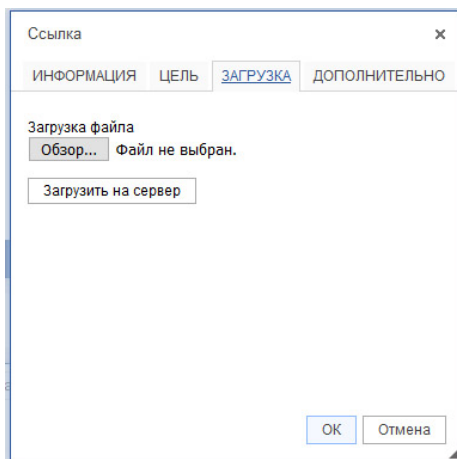 Ссылка ×
ИНФОРМАЦИЯ ЦЕЛЬ ЗАГРУЗКА ДОПОЛНИТЕЛЬНО
Загрузка файла
Обзор... Файл не выбран.
Загрузить на сервер
ОК Отмена